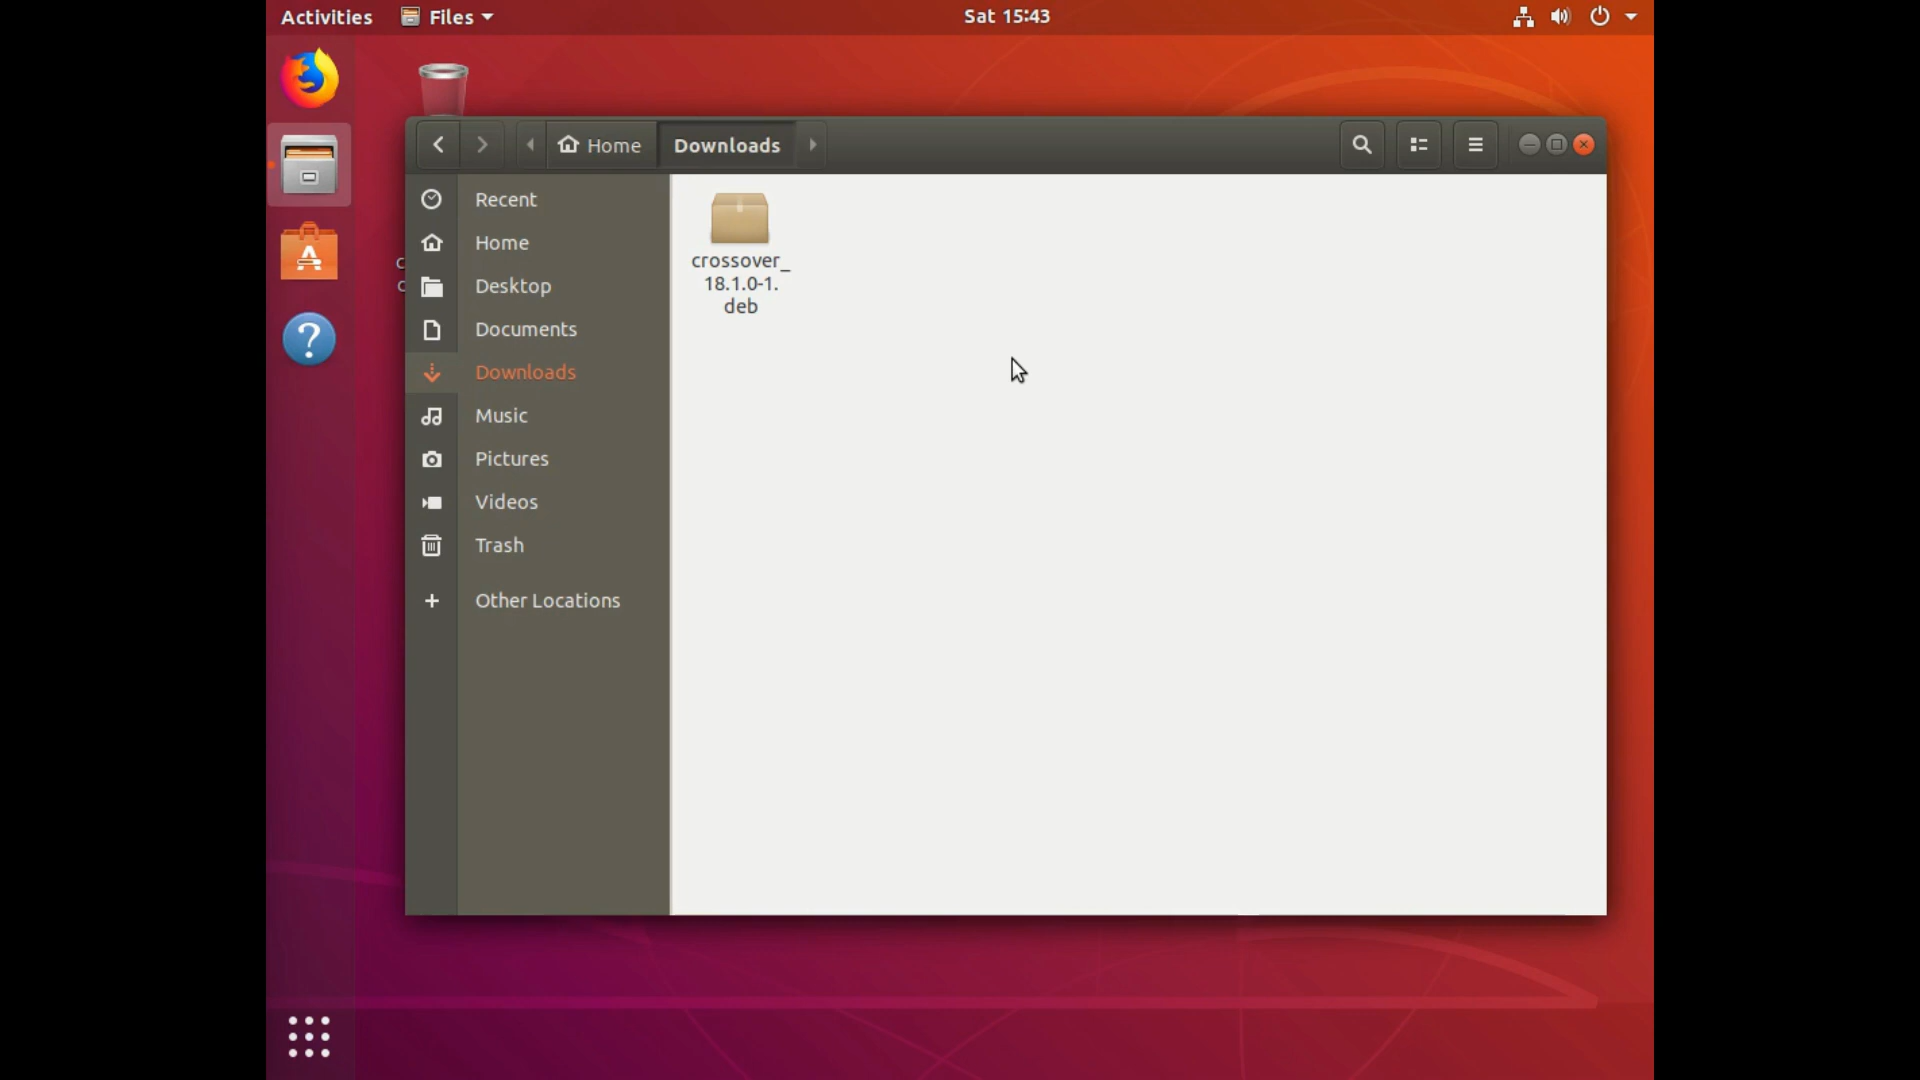 Activities
Files
Sat 15:43
Home
Downloads
Recent
Home
Desktop
Documents
Downloads
Music
Pictures
Videos
Trash
Other Locations
crossover_
18.1.0-1.
deb